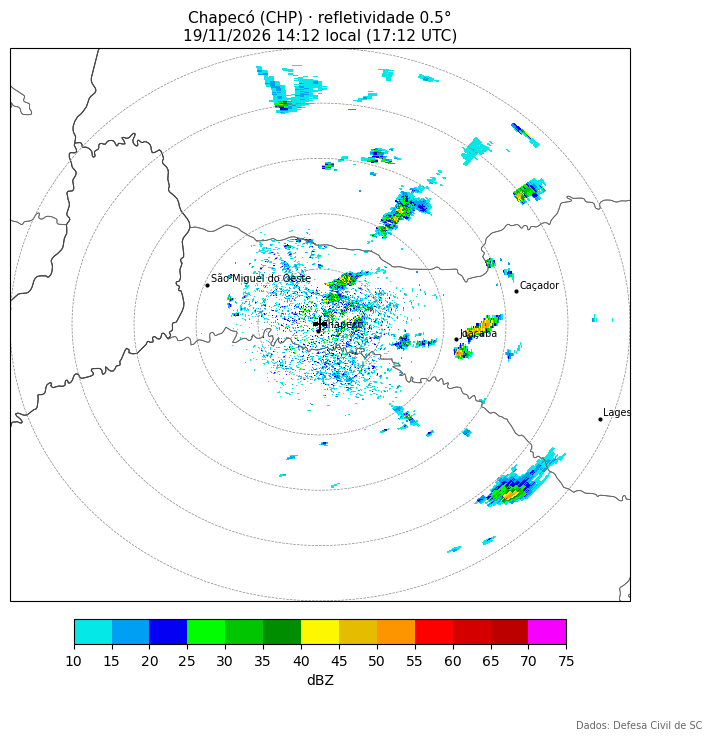 Chapecó (CHP) · refletividade 0.5°
19/11/2026 14:12 local (17:12 UTC)
São Miguel do Oeste
Caçador
Chapecó
Joaçaba
Lages
10 15 20 25 30 35 40 45 50 55 60 65 70 75
dBZ
Dados: Defesa Civil de SC